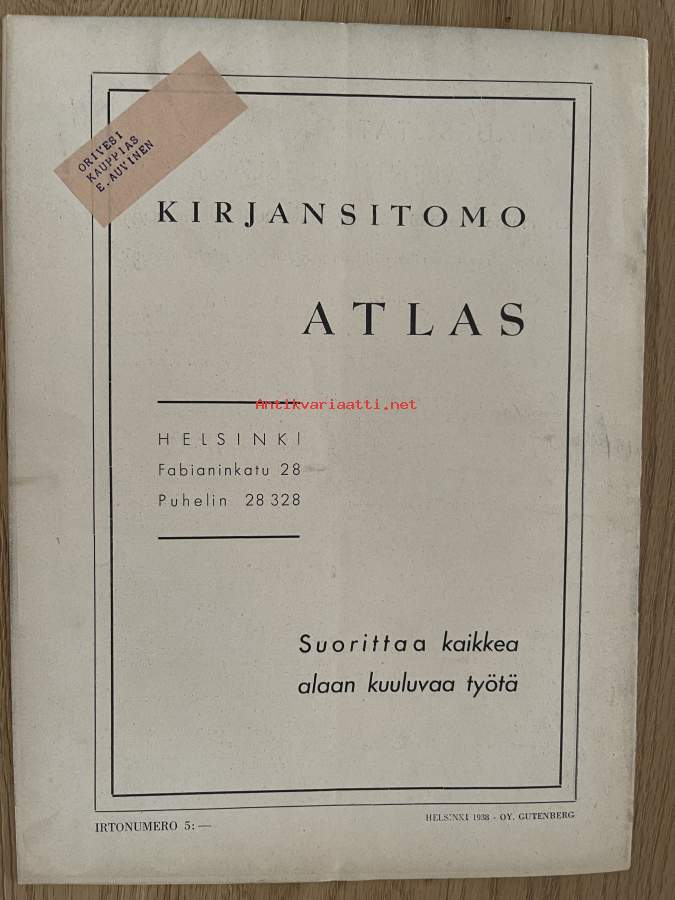 ORIVESI
KAUPPIAS
E. AUVINEN
KIRJANSITOMO
ATLAS
Antikvariaatti.net
HELSINKI
Fabianinkatu 28
Puhelin 28 328
Suorittaa kaikkea
alaan kuuluvaa työtä
IRTONUMERO 5: —
HELSINKI 1938 - OY. GUTENBERG